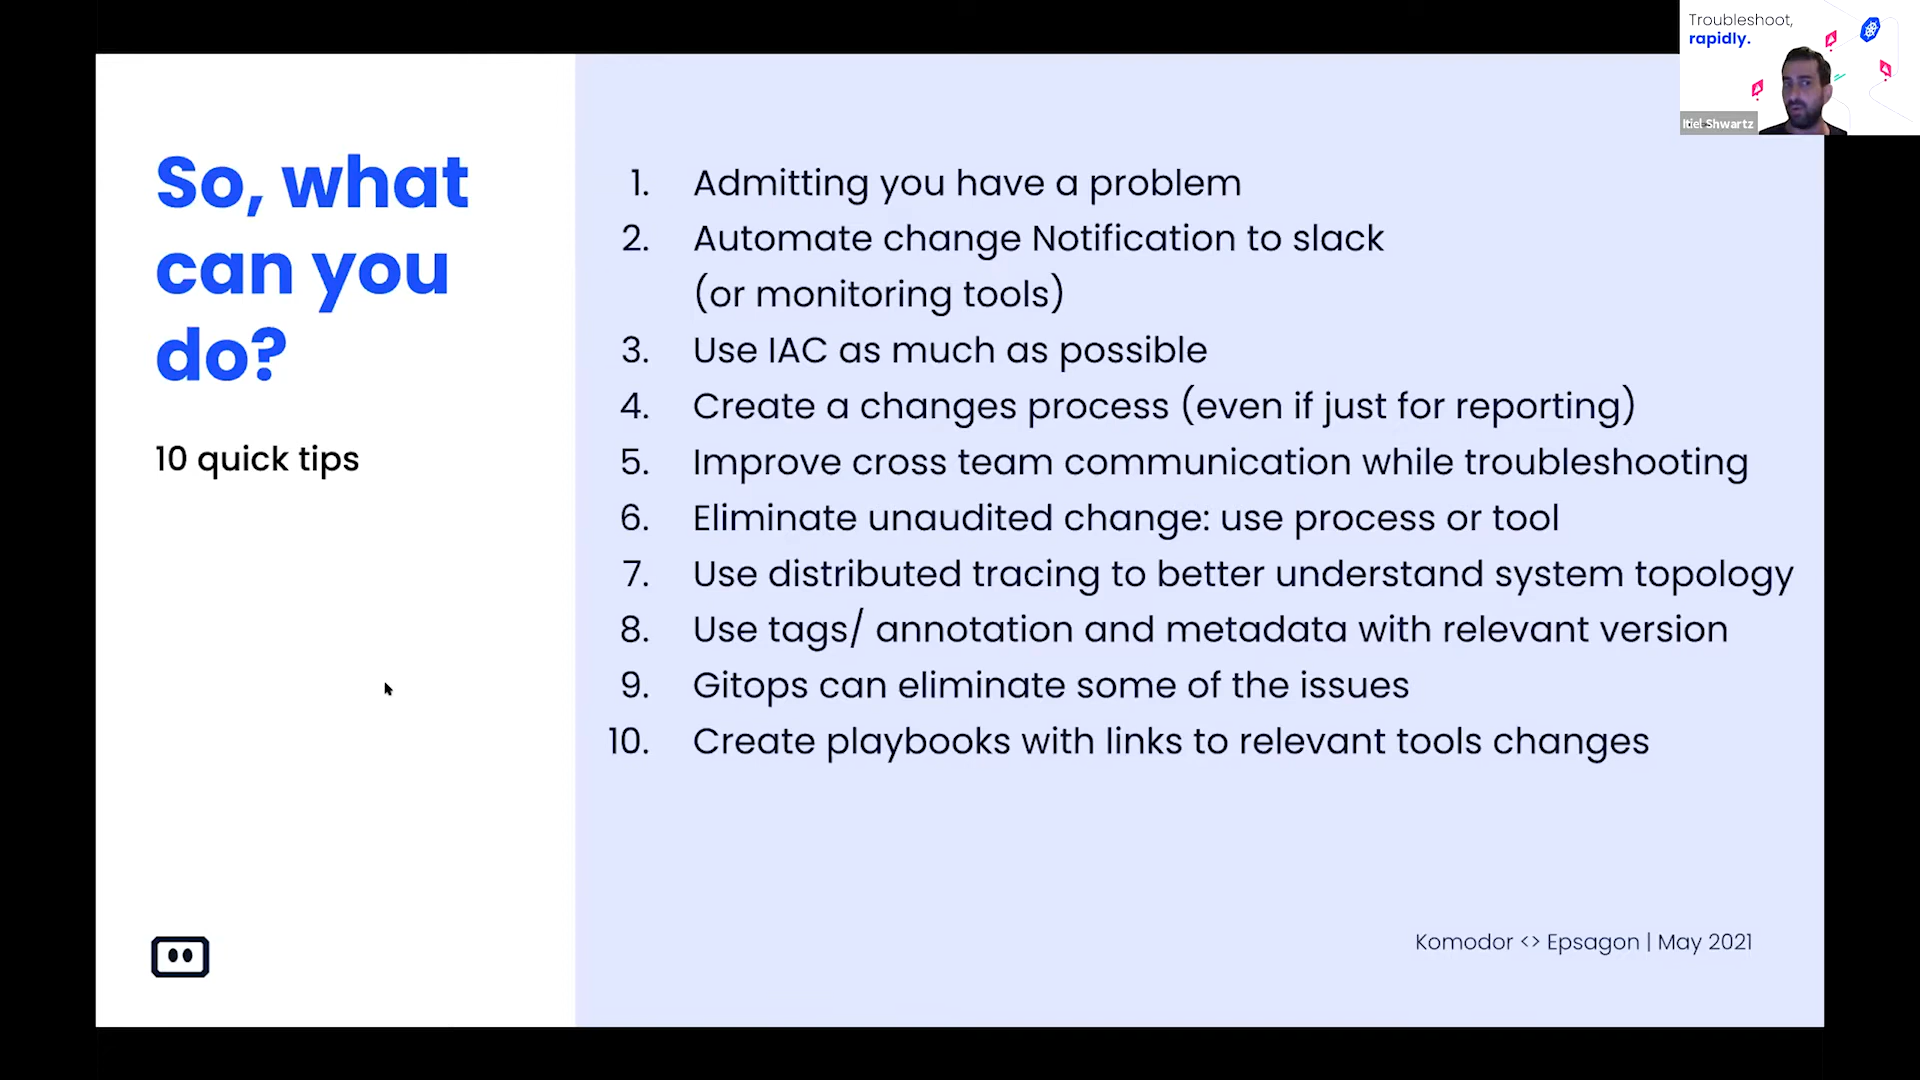 Troubleshoot,
rapidly.
Itiel Shwartz
So, what
can you
do?
10 quick tips
1. Admitting you have a problem
2. Automate change Notification to slack
(or monitoring tools)
3. Use IAC as much as possible
4. Create a changes process (even if just for reporting)
5. Improve cross team communication while troubleshooting
6. Eliminate unaudited change: use process or tool
7. Use distributed tracing to better understand system topology
8. Use tags/ annotation and metadata with relevant version
9. Gitops can eliminate some of the issues
10. Create playbooks with links to relevant tools changes
Komodor <> Epsagon | May 2021